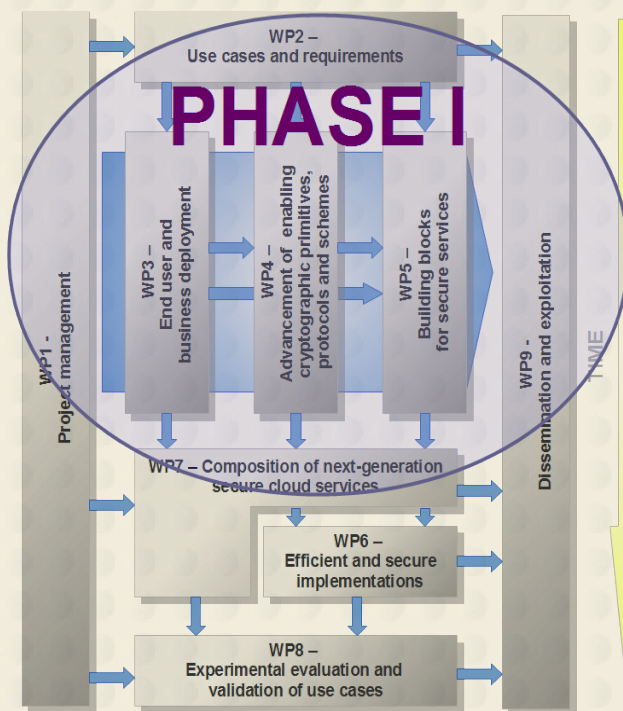 WP2 –
Use cases and requirements
PHASE I
WP1 -
Project management
WP3 –
End user and
business deployment
WP4 –
Advancement of enabling
cryptographic primitives,
protocols and schemes
WP5 –
Building blocks
for secure services
WP9 -
Dissemination and exploitation
TIME
WP7 – Composition of next-generation
secure cloud services
WP6 –
Efficient and secure
implementations
WP8 –
Experimental evaluation and
validation of use cases